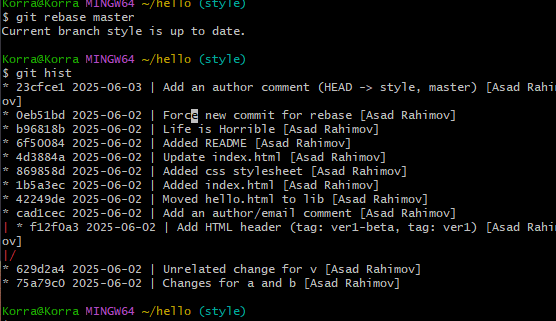 Korra@Korra MINGW64 ~/hello (style)
$ git rebase master
Current branch style is up to date.
Korra@Korra MINGW64 ~/hello (style)
$ git hist
* 23cfce1 2025-06-03 | Add an author comment (HEAD -> style, master) [Asad Rahim
ov]
* 0eb51bd 2025-06-02 | Force new commit for rebase [Asad Rahimov]
* b96818b 2025-06-02 | Life is Horrible [Asad Rahimov]
* 6f50084 2025-06-02 | Added README [Asad Rahimov]
* 4d3884a 2025-06-02 | Update index.html [Asad Rahimov]
* 869858d 2025-06-02 | Added css stylesheet [Asad Rahimov]
* 1b5a3ec 2025-06-02 | Added index.html [Asad Rahimov]
* 42249de 2025-06-02 | Moved hello.html to lib [Asad Rahimov]
* cad1cec 2025-06-02 | Add an author/email comment [Asad Rahimov]
| * f12f0a3 2025-06-02 | Add HTML header (tag: ver1-beta, tag: ver1) [Asad Rahim
ov]
|/
* 629d2a4 2025-06-02 | Unrelated change for v [Asad Rahimov]
* 75a79c0 2025-06-02 | Changes for a and b [Asad Rahimov]
Korra@Korra MINGW64 ~/hello (style)